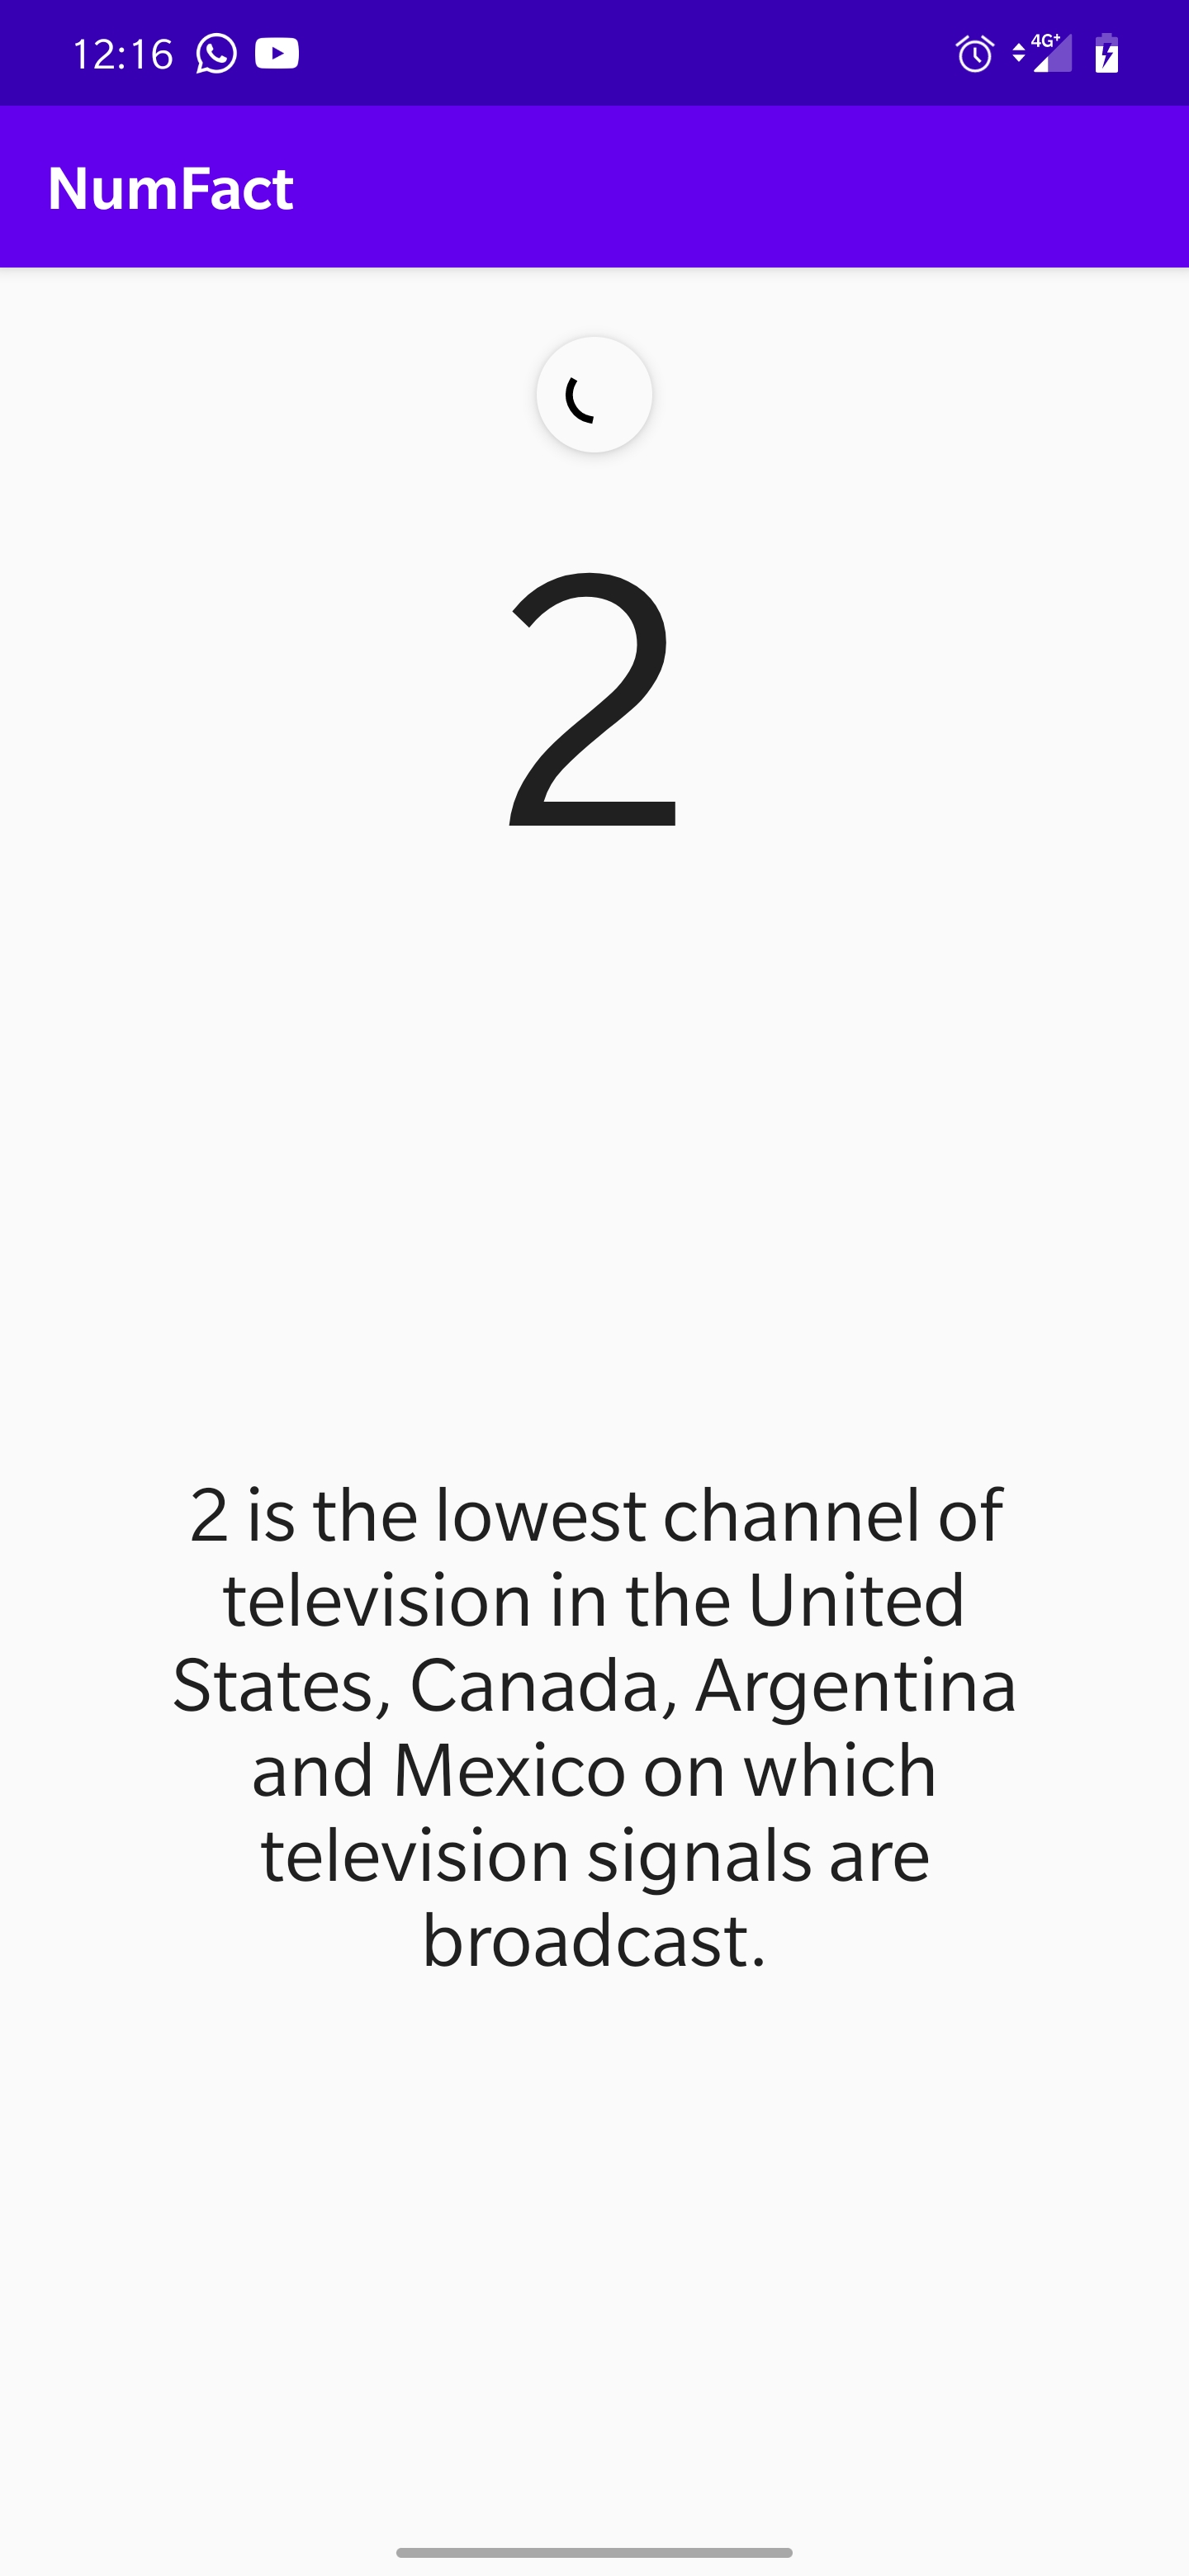 12:16
4G+
NumFact
2
2 is the lowest channel of
television in the United
States, Canada, Argentina
and Mexico on which
television signals are
broadcast.